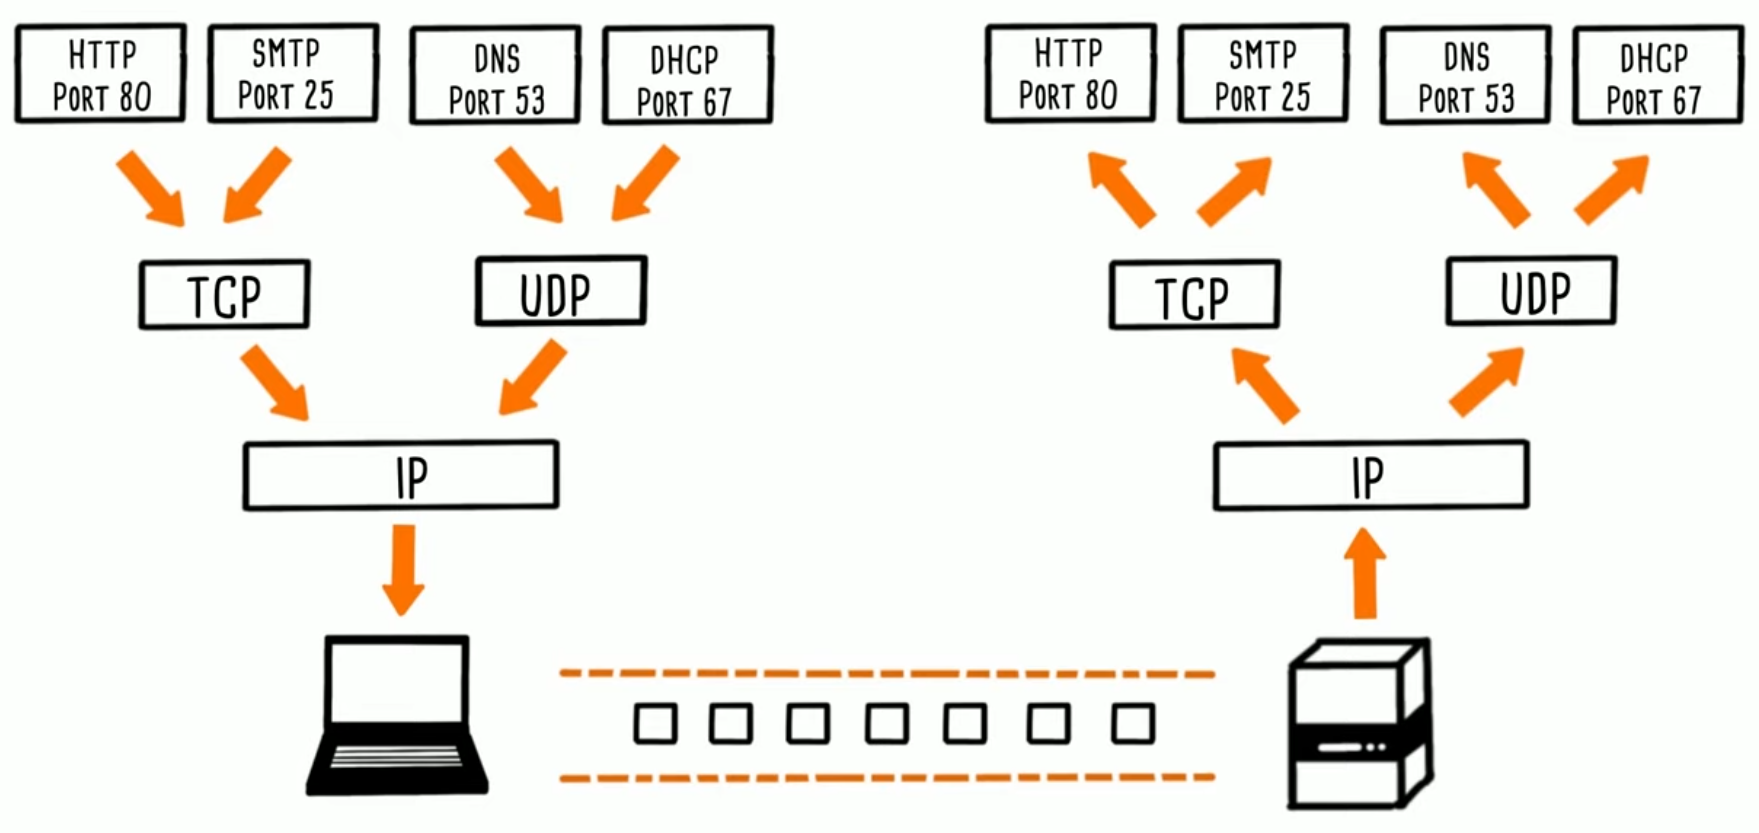 HTTP
PORT 80
SMTP
PORT 25
DNS
PORT 53
DHCP
PORT 67
HTTP
PORT 80
SMTP
PORT 25
DNS
PORT 53
DHCP
PORT 67
TCP
UDP
TCP
UDP
IP
IP